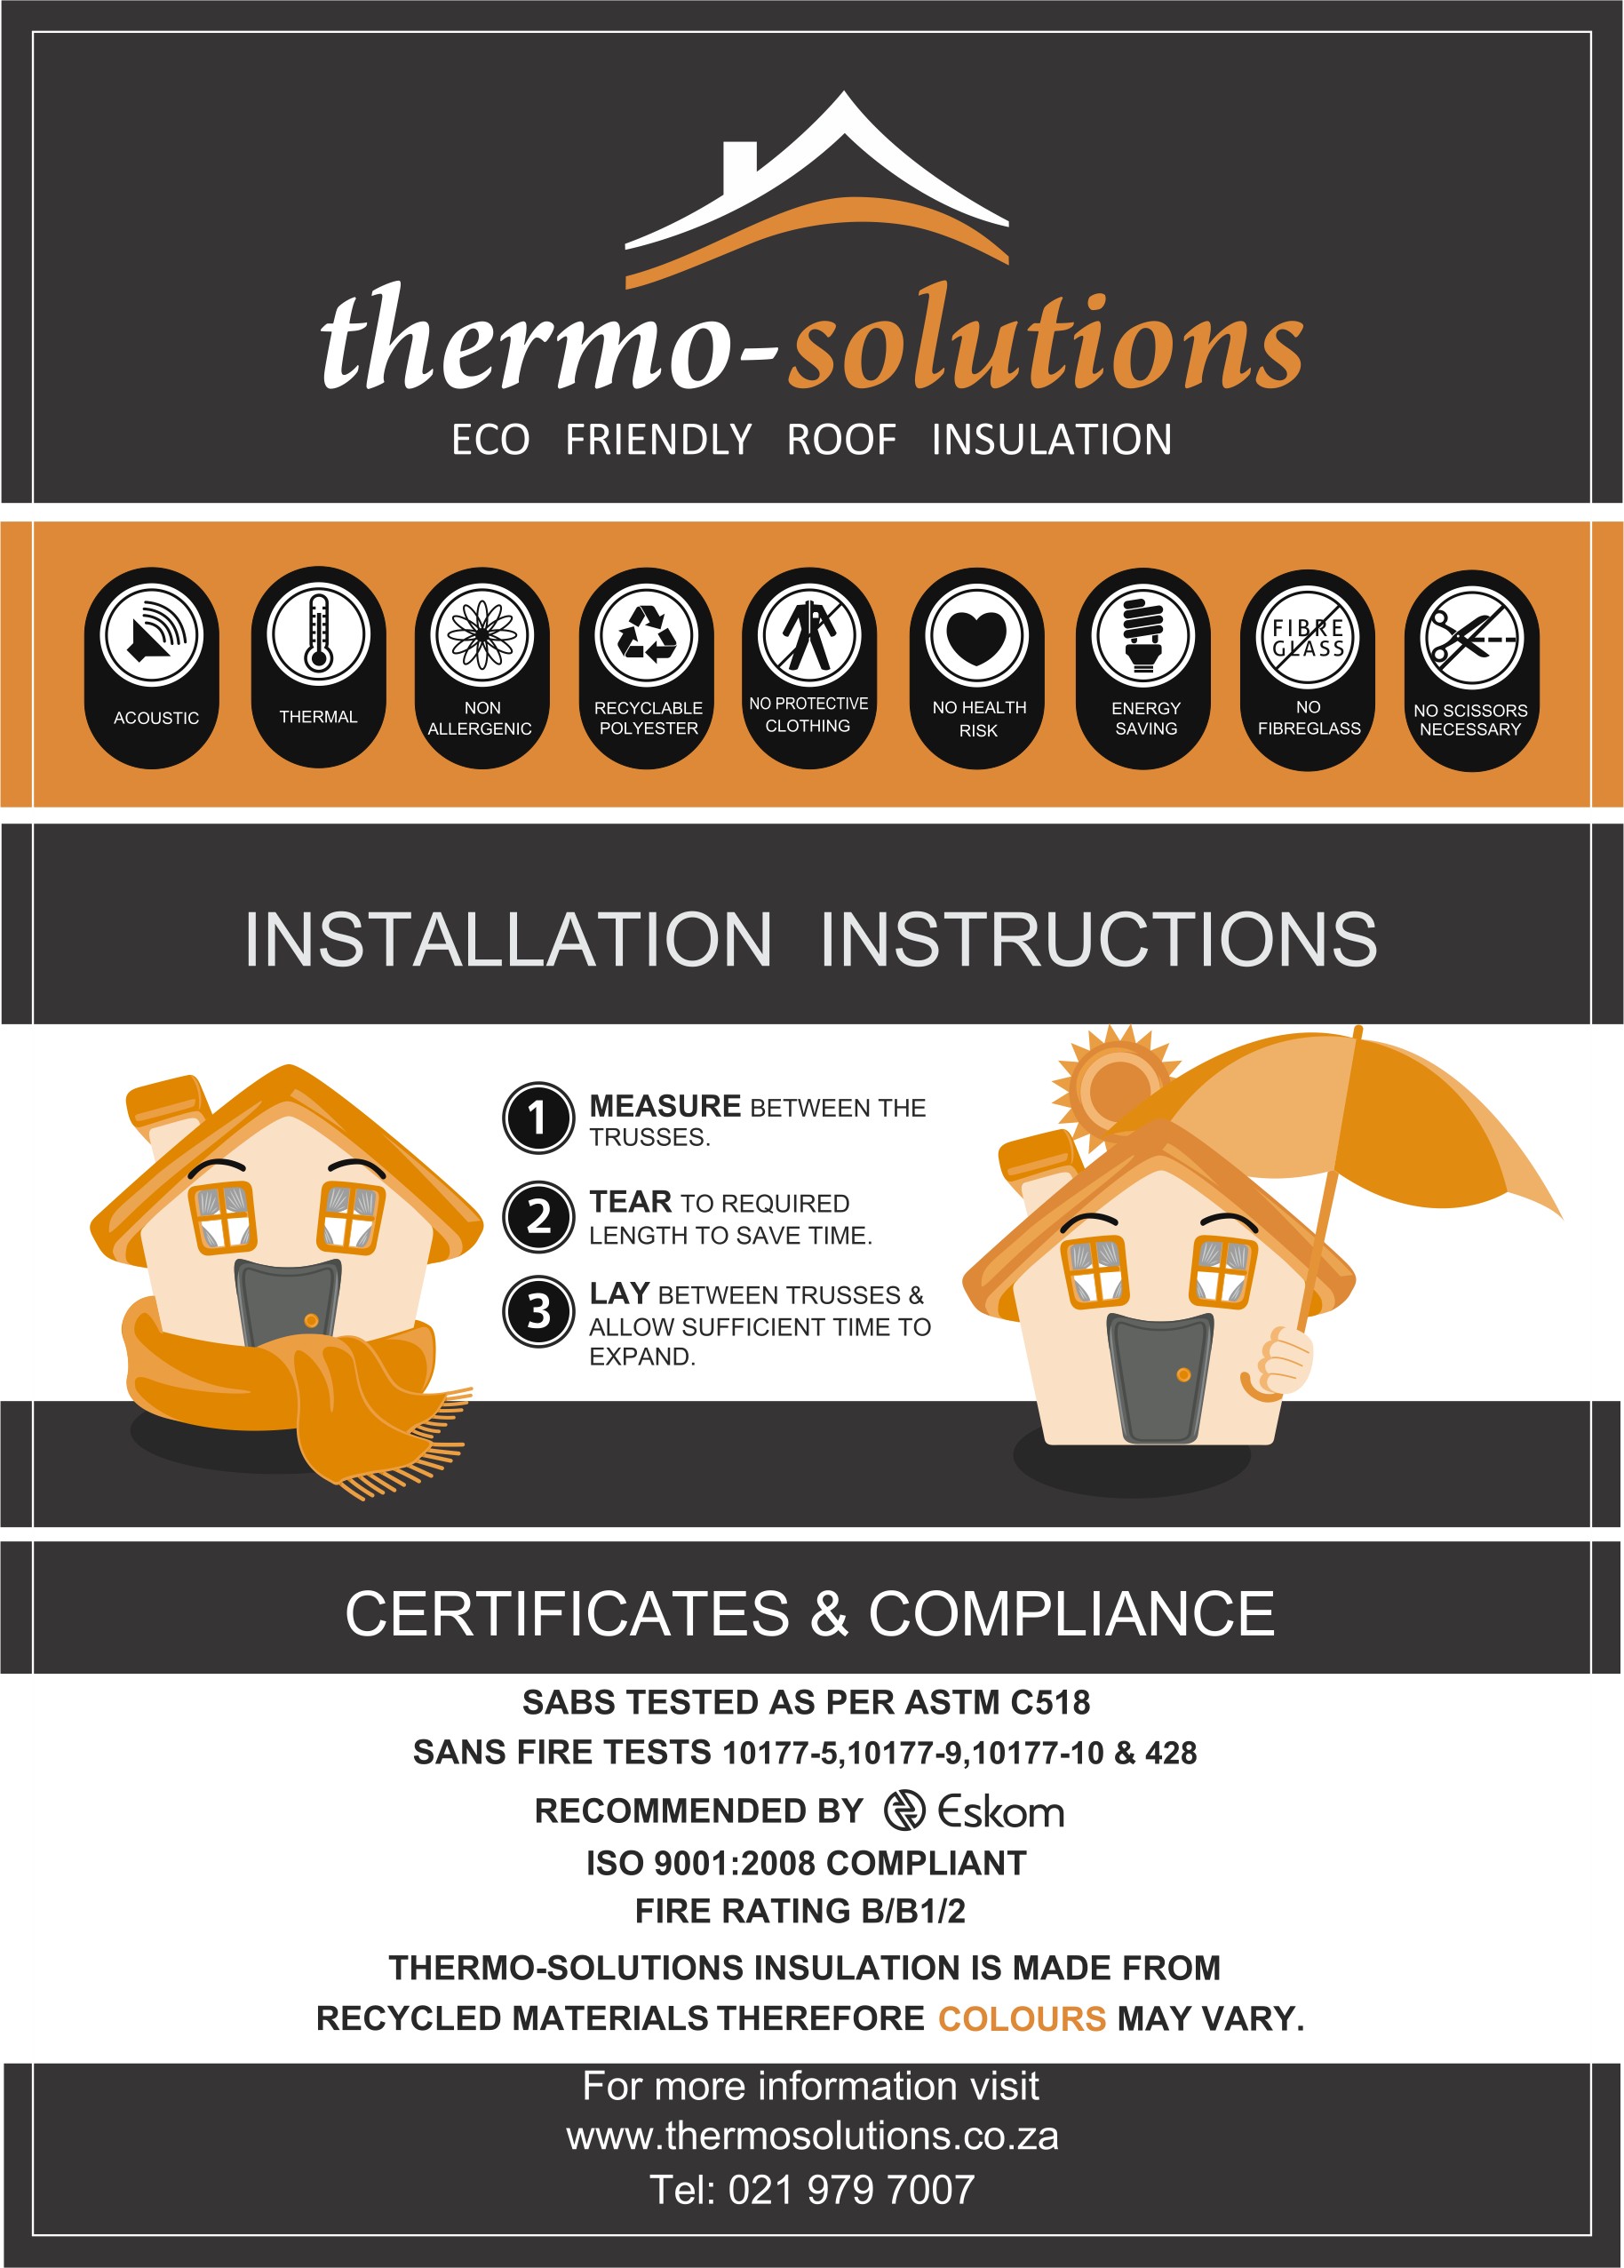 thermo-solutions
ECO FRIENDLY ROOF INSULATION
ACOUSTIC
THERMAL
NON
ALLERGENIC
RECYCLABLE
POLYESTER
NO PROTECTIVE
CLOTHING
NO HEALTH
RISK
ENERGY
SAVING
FIBRE
GLASS
NO
FIBREGLASS
NO SCISSORS
NECESSARY
INSTALLATION INSTRUCTIONS
1 MEASURE BETWEEN THE
TRUSSES.
2 TEAR TO REQUIRED
LENGTH TO SAVE TIME.
3 LAY BETWEEN TRUSSES &
ALLOW SUFFICIENT TIME TO
EXPAND.
CERTIFICATES & COMPLIANCE
SABS TESTED AS PER ASTM C518
SANS FIRE TESTS 10177-5,10177-9,10177-10 & 428
RECOMMENDED BY Eskom
ISO 9001:2008 COMPLIANT
FIRE RATING B/B1/2
THERMO-SOLUTIONS INSULATION IS MADE FROM
RECYCLED MATERIALS THEREFORE COLOURS MAY VARY.
For more information visit
www.thermosolutions.co.za
Tel: 021 979 7007